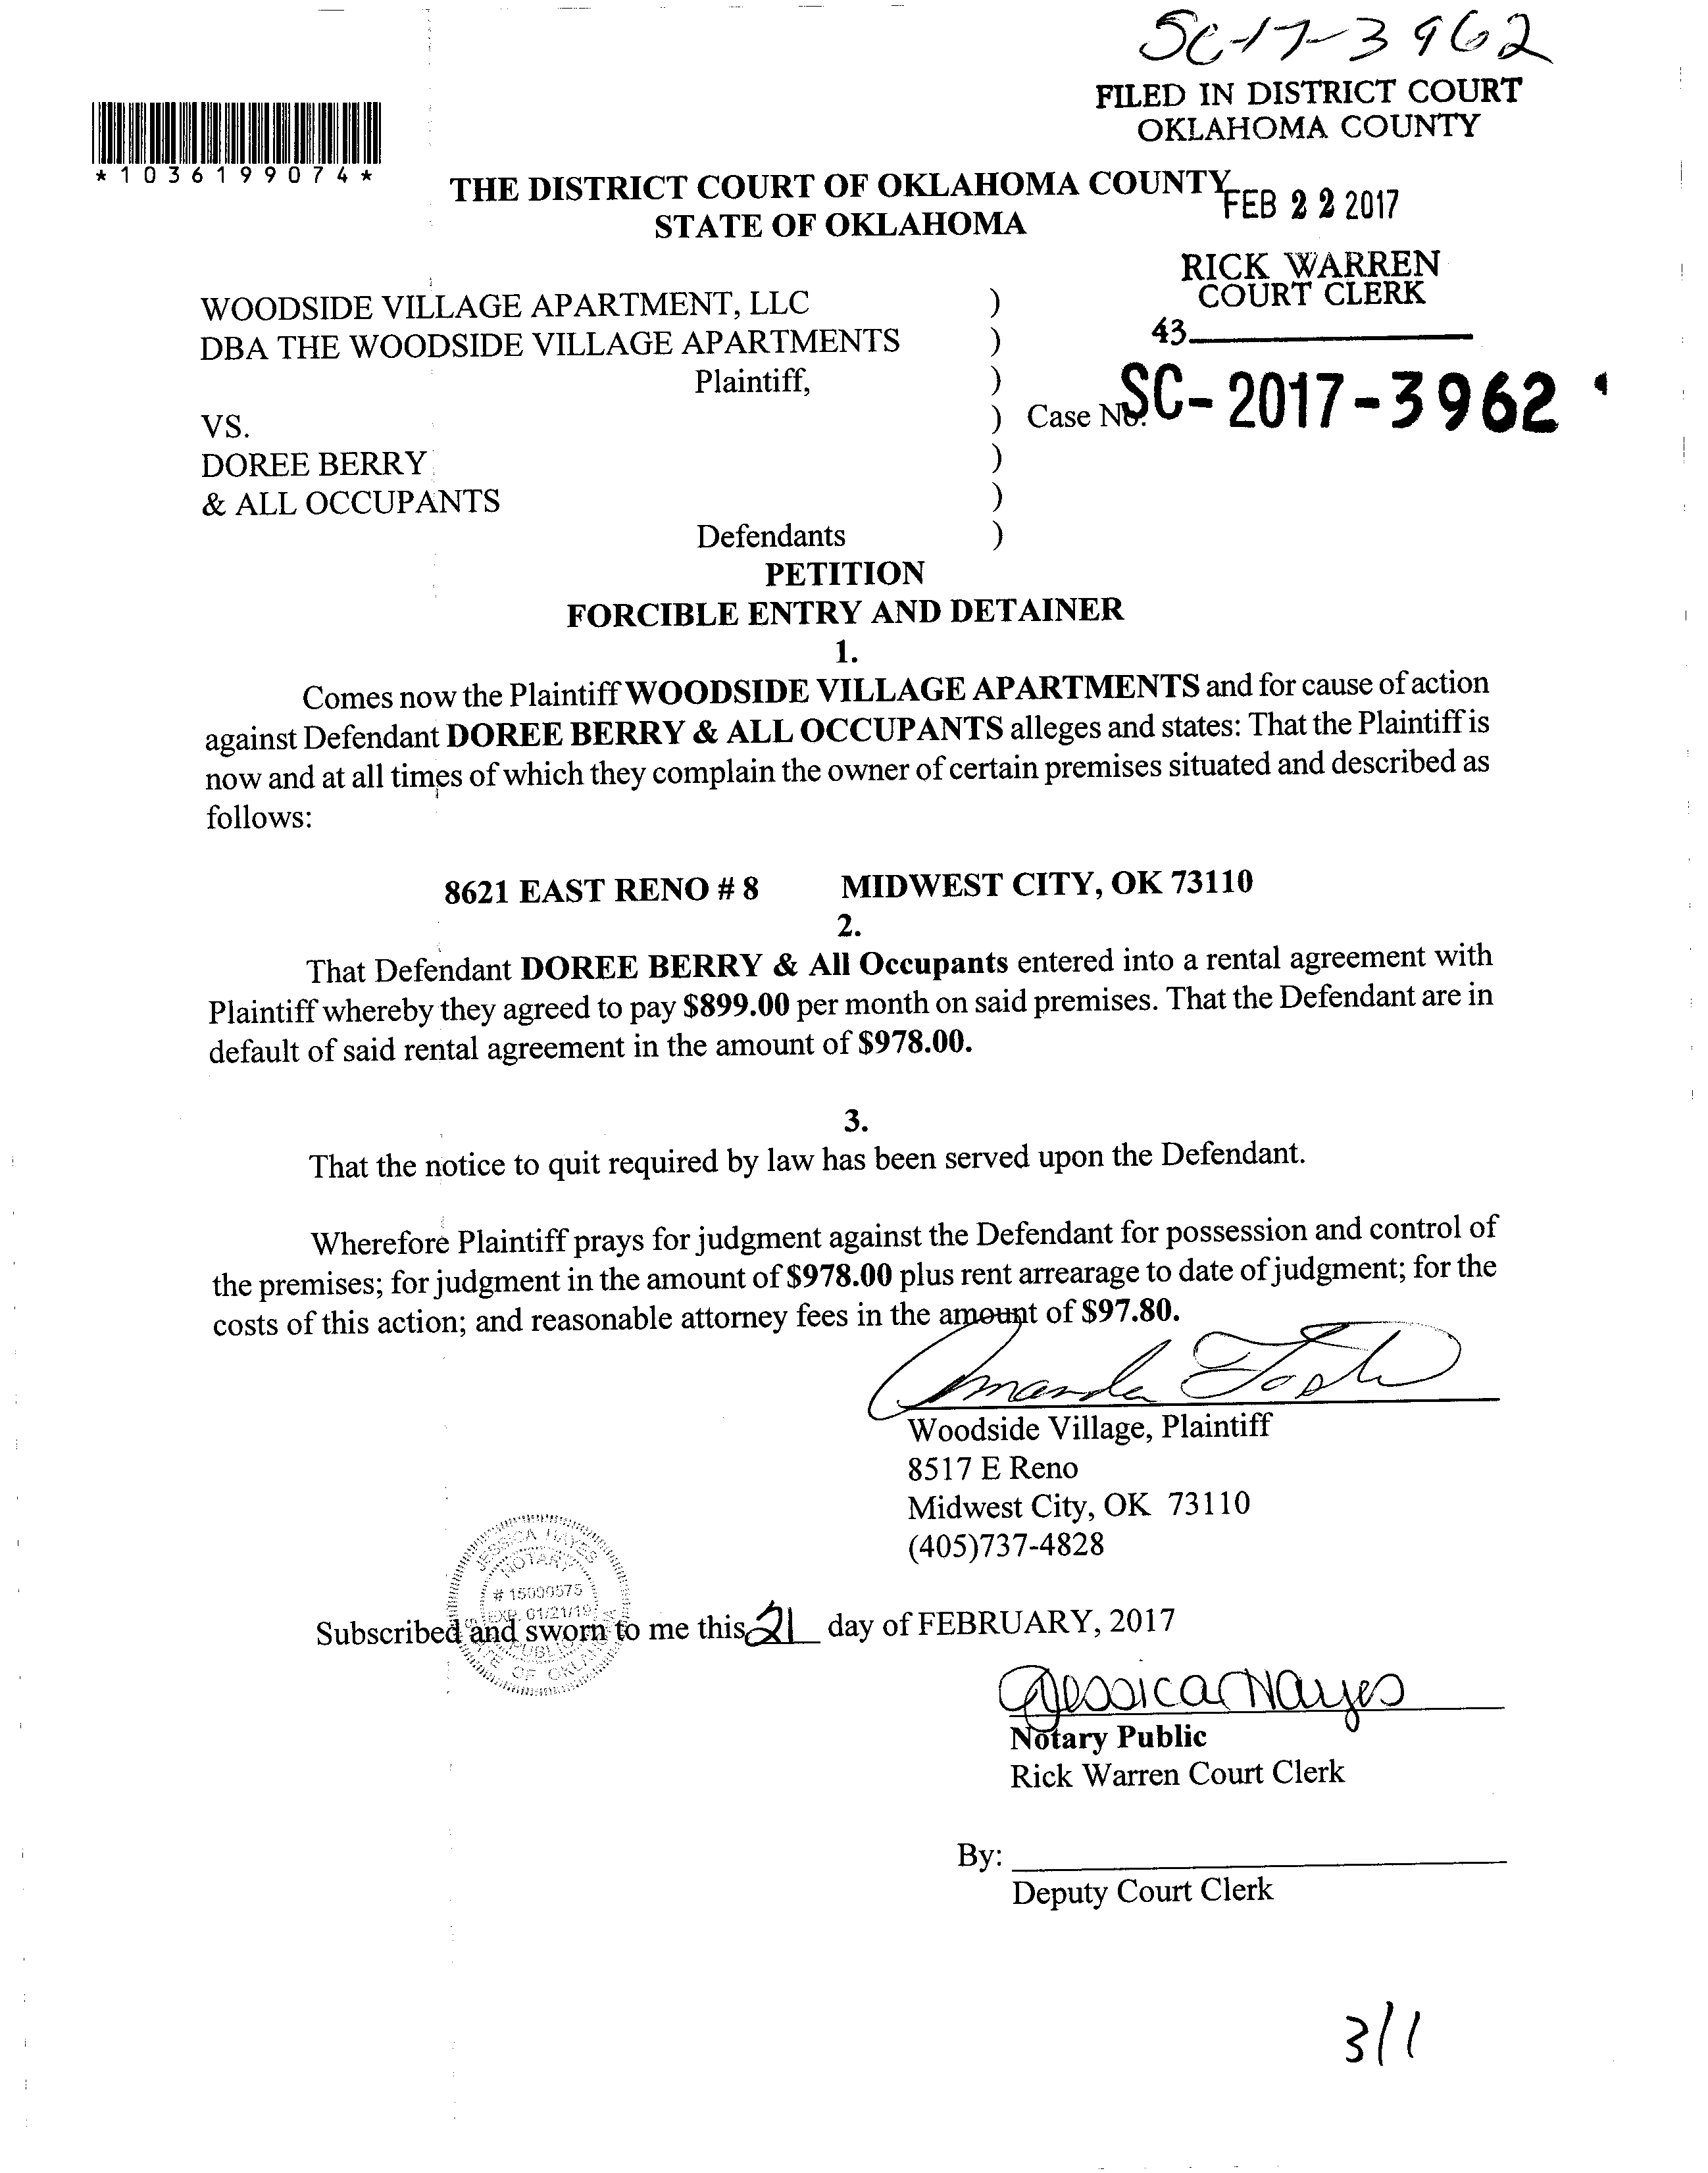 SC-17-3962
FILED IN DISTRICT COURT
OKLAHOMA COUNTY
*1036199074*
THE DISTRICT COURT OF OKLAHOMA COUNTY
FEB 22 2017
STATE OF OKLAHOMA
RICK WARREN
COURT CLERK
43
WOODSIDE VILLAGE APARTMENT, LLC )
DBA THE WOODSIDE VILLAGE APARTMENTS )
Plaintiff, )
) Case No. SC-2017-3962
VS.
DOREE BERRY )
& ALL OCCUPANTS )
Defendants )
PETITION
FORCIBLE ENTRY AND DETAINER
1.
Comes now the Plaintiff WOODSIDE VILLAGE APARTMENTS and for cause of action
against Defendant DOREE BERRY & ALL OCCUPANTS alleges and states: That the Plaintiff is
now and at all times of which they complain the owner of certain premises situated and described as
follows:
8621 EAST RENO # 8 MIDWEST CITY, OK 73110
2.
That Defendant DOREE BERRY & All Occupants entered into a rental agreement with
Plaintiff whereby they agreed to pay $899.00 per month on said premises. That the Defendant are in
default of said rental agreement in the amount of $978.00.
3.
That the notice to quit required by law has been served upon the Defendant.
Wherefore Plaintiff prays for judgment against the Defendant for possession and control of
the premises; for judgment in the amount of $978.00 plus rent arrearage to date of judgment; for the
costs of this action; and reasonable attorney fees in the amount of $97.80.
Amanda
Woodside Village, Plaintiff
8517 E Reno
Midwest City, OK 73110
(405)737-4828
JESSICA HAYES
NOTARY
# 15000575
EXP. 01/21/19
PUBLIC
STATE OF OKLAHOMA
Subscribed and sworn to me this 21 day of FEBRUARY, 2017
Jessica Hayes
Notary Public
Rick Warren Court Clerk
By:
Deputy Court Clerk
3/1